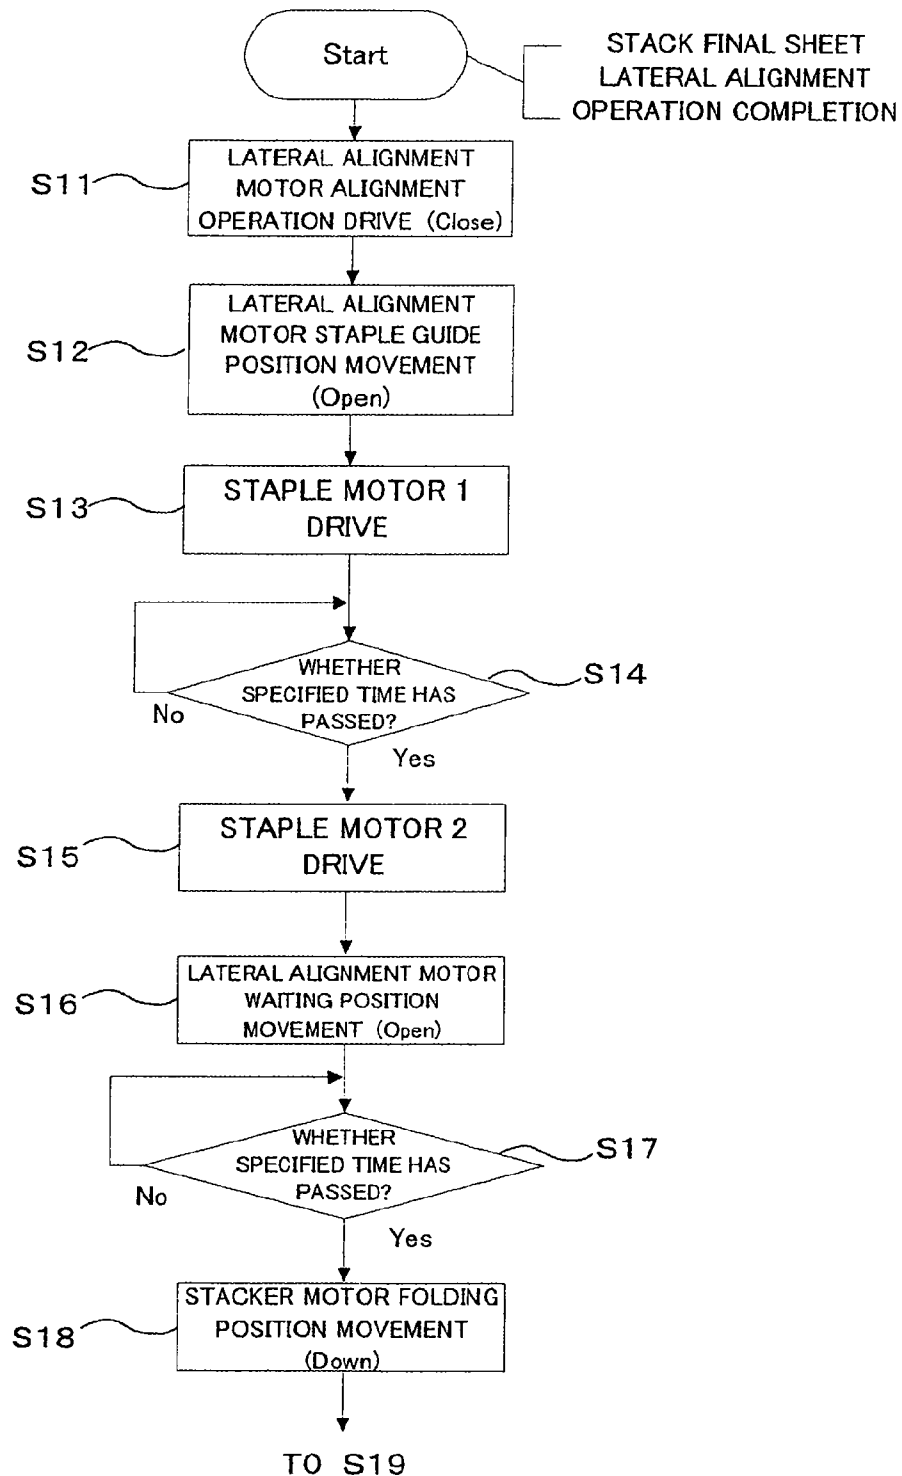 Start
STACK FINAL SHEET
LATERAL ALIGNMENT
OPERATION COMPLETION
S11
LATERAL ALIGNMENT
MOTOR ALIGNMENT
OPERATION DRIVE (Close)
S12
LATERAL ALIGNMENT
MOTOR STAPLE GUIDE
POSITION MOVEMENT
(Open)
S13
STAPLE MOTOR 1
DRIVE
S14
WHETHER
SPECIFIED TIME HAS
PASSED?
No
Yes
S15
STAPLE MOTOR 2
DRIVE
S16
LATERAL ALIGNMENT MOTOR
WAITING POSITION
MOVEMENT (Open)
S17
WHETHER
SPECIFIED TIME HAS
PASSED?
No
Yes
S18
STACKER MOTOR FOLDING
POSITION MOVEMENT
(Down)
TO S19